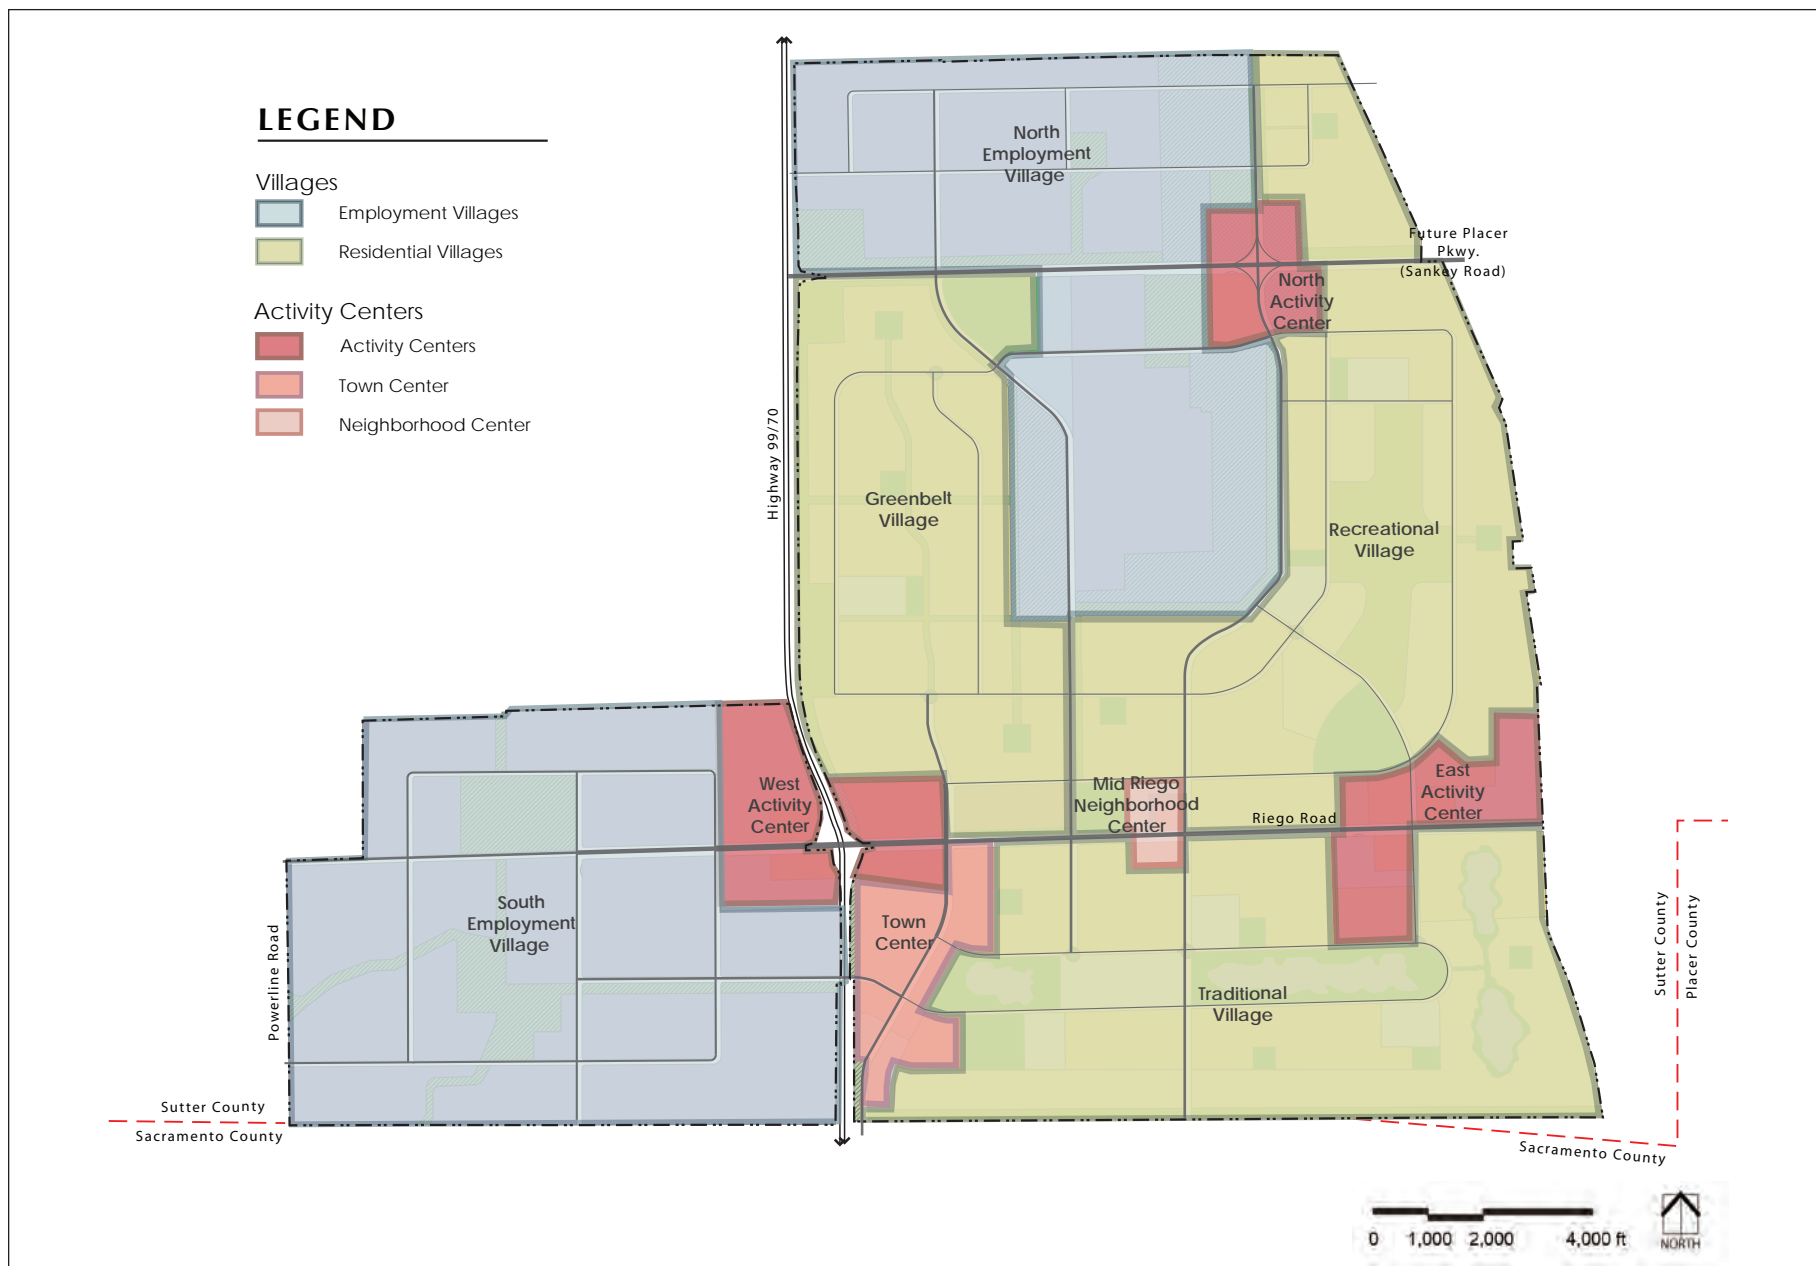 LEGEND
Villages
Employment Villages
Residential Villages
Activity Centers
Activity Centers
Town Center
Neighborhood Center
North
Employment
Village
Future Placer
Pkwy.
(Sankey Road)
North
Activity
Center
Highway 99/70
Greenbelt
Village
Recreational
Village
West
Activity
Center
Mid Riego
Neighborhood
Center
East
Activity
Center
Riego Road
South
Employment
Village
Town
Center
Traditional
Village
Powerline Road
Sutter County
Placer County
Sutter County
Sacramento County
Sacramento County
0 1,000 2,000 4,000 ft
NORTH